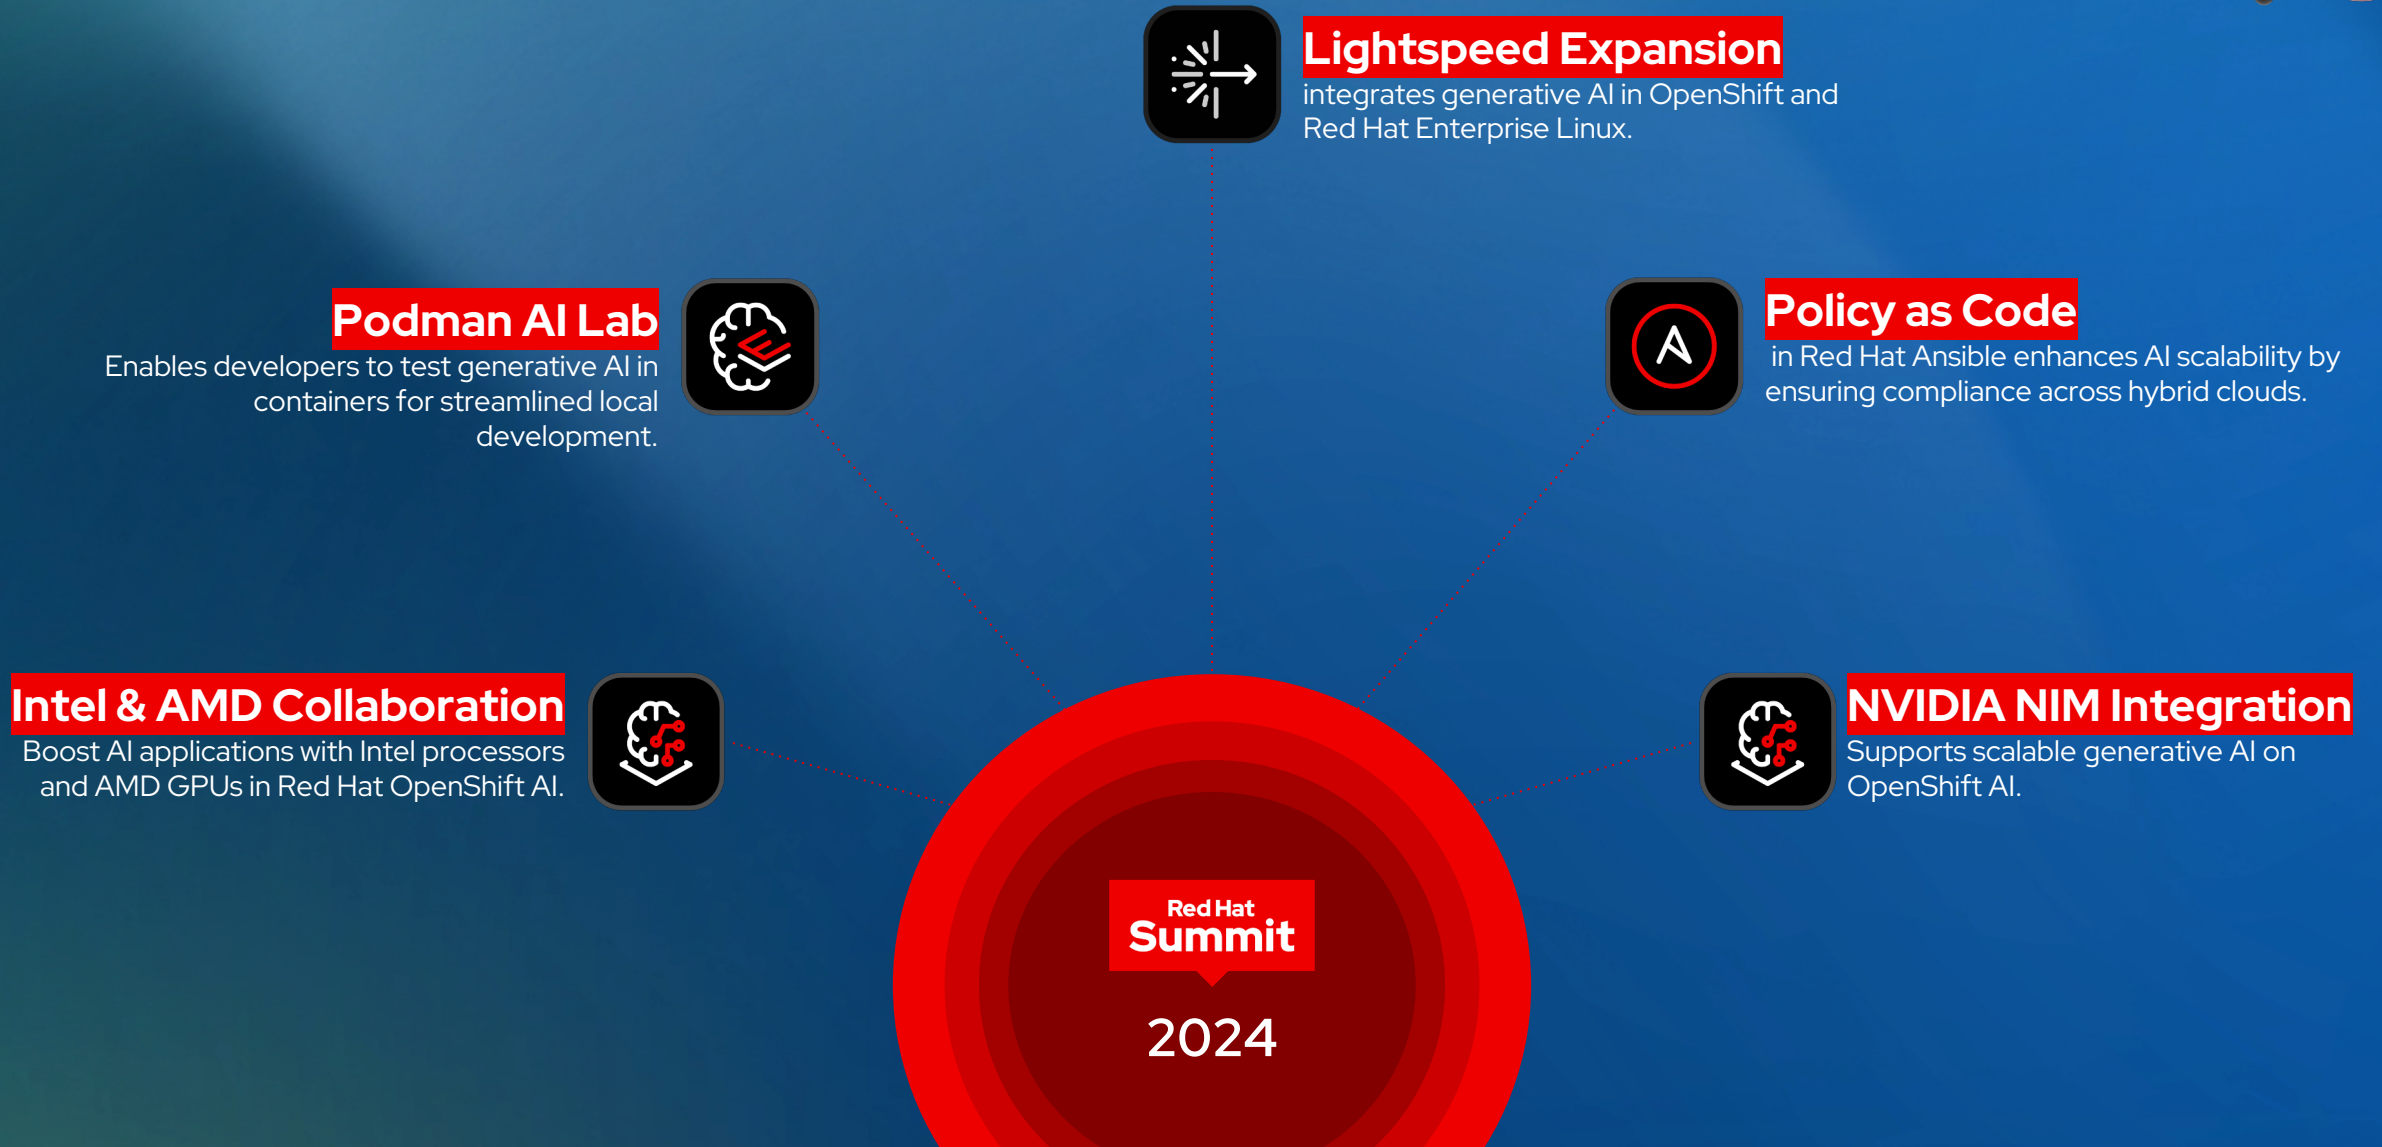 Lightspeed Expansion
integrates generative AI in OpenShift and
Red Hat Enterprise Linux.
Podman AI Lab
Enables developers to test generative AI in
containers for streamlined local
development.
Policy as Code
in Red Hat Ansible enhances AI scalability by
ensuring compliance across hybrid clouds.
Intel & AMD Collaboration
Boost AI applications with Intel processors
and AMD GPUs in Red Hat OpenShift AI.
NVIDIA NIM Integration
Supports scalable generative AI on
OpenShift AI.
Red Hat
Summit
2024